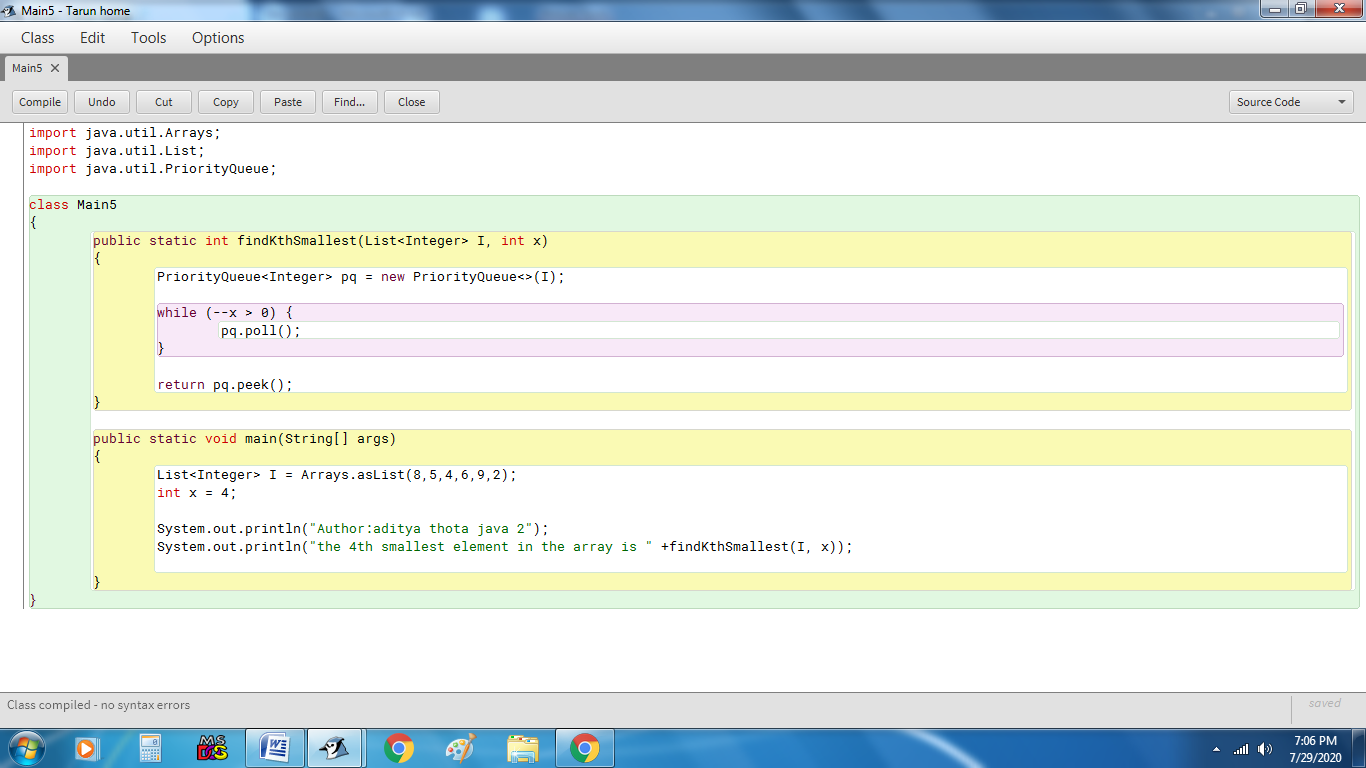 Main5 - Tarun home
Class Edit Tools Options
Main5
Compile Undo Cut Copy Paste Find... Close Source Code
import java.util.Arrays;
import java.util.List;
import java.util.PriorityQueue;
class Main5
{
public static int findKthSmallest(List<Integer> I, int x)
{
PriorityQueue<Integer> pq = new PriorityQueue<>(I);
while (--x > 0) {
pq.poll();
}
return pq.peek();
}
public static void main(String[] args)
{
List<Integer> I = Arrays.asList(8,5,4,6,9,2);
int x = 4;
System.out.println("Author:aditya thota java 2");
System.out.println("the 4th smallest element in the array is " +findKthSmallest(I, x));
}
}
Class compiled - no syntax errors
saved
MS
DOS
W
7:06 PM
7/29/2020